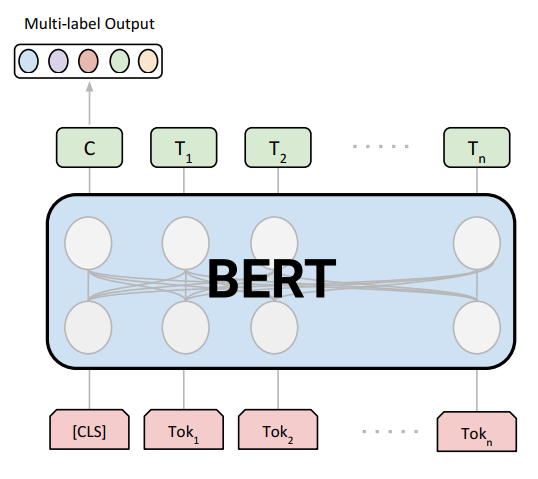 Multi-label Output
C T1 T2 ..... Tn
BERT
[CLS] Tok1 Tok2 ..... Tokn